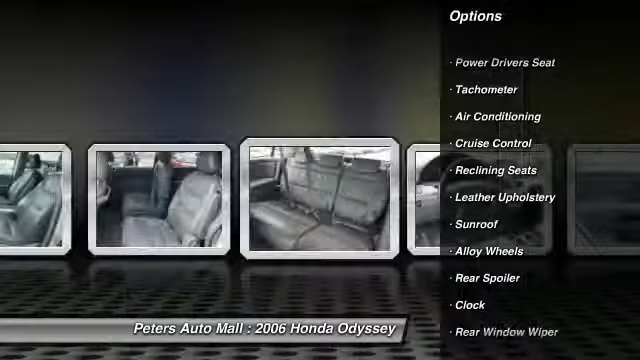 Options
· Power Drivers Seat
· Tachometer
· Air Conditioning
· Cruise Control
· Reclining Seats
· Leather Upholstery
· Sunroof
· Alloy Wheels
· Rear Spoiler
· Clock
· Rear Window Wiper
Peters Auto Mall : 2006 Honda Odyssey